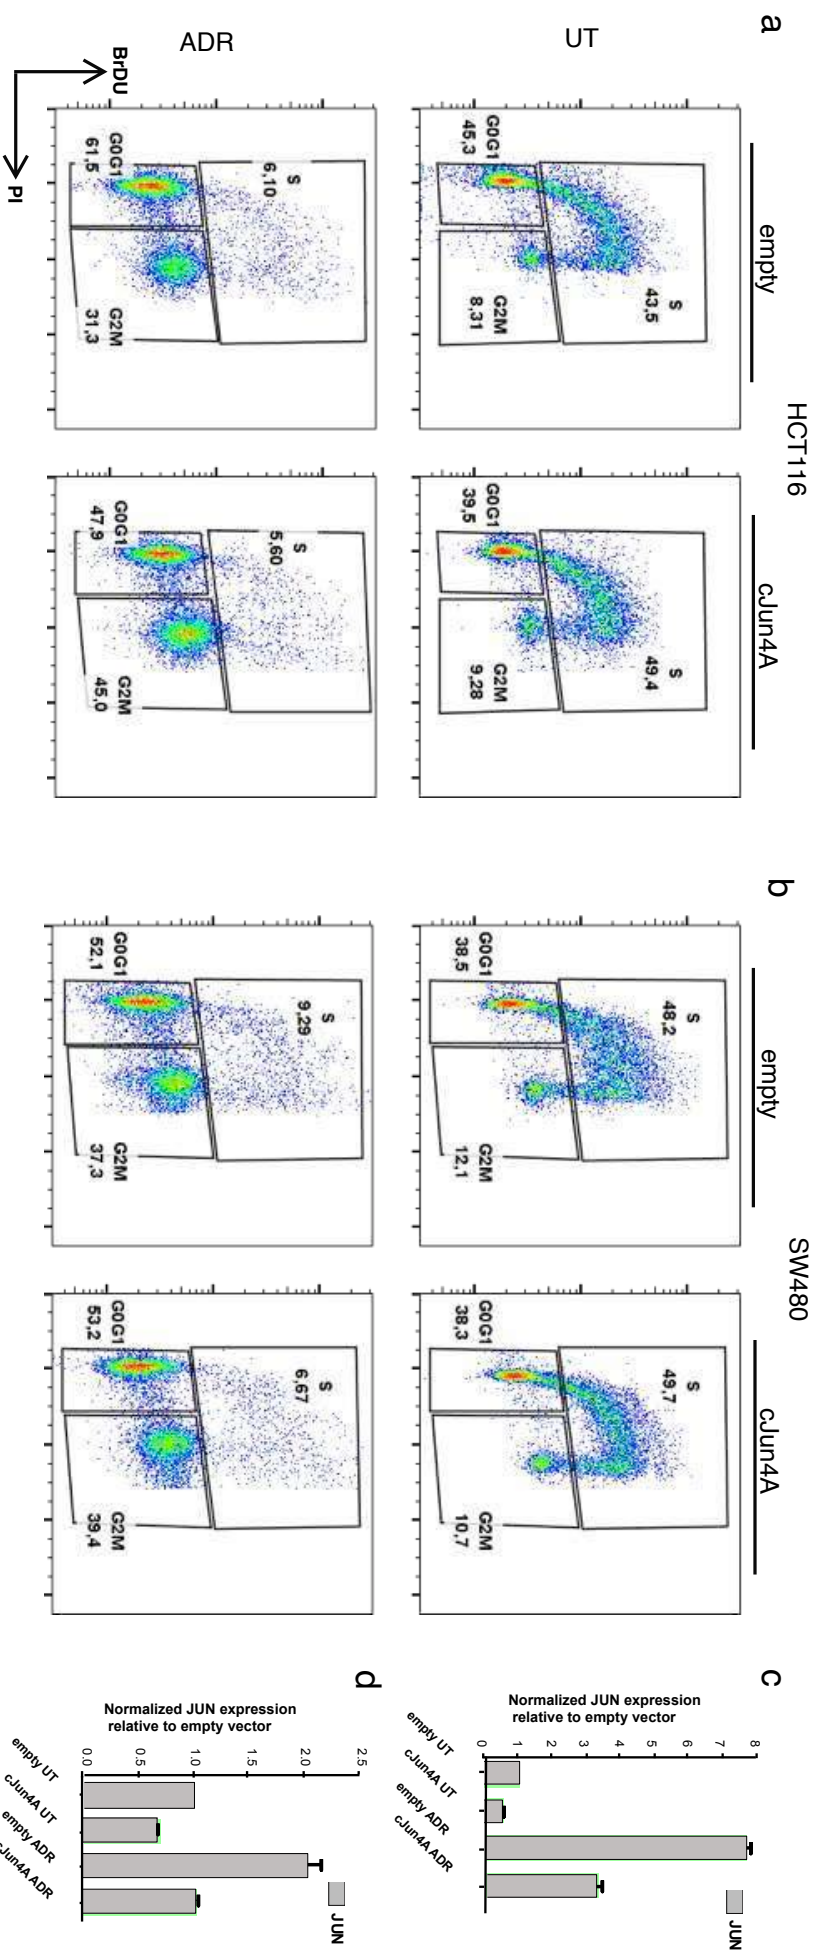 a
HCT116
empty
cJun4A
UT
S
43,5
G0G1
45,3
G2M
8,31
S
49,4
G0G1
39,5
G2M
9,28
ADR
S
6,10
G0G1
61,5
G2M
31,3
S
5,60
G0G1
47,9
G2M
45,0
BrDU
PI
b
SW480
empty
cJun4A
S
48,2
G0G1
38,5
G2M
12,1
S
49,7
G0G1
38,3
G2M
10,7
S
9,29
G0G1
52,1
G2M
37,3
S
6,67
G0G1
53,2
G2M
39,4
c
Normalized JUN expression
relative to empty vector
8
7
6
5
4
3
2
1
0
JUN
empty UT
cJun4A UT
empty ADR
cJun4A ADR
d
Normalized JUN expression
relative to empty vector
2.5
2.0
1.5
1.0
0.5
0.0
JUN
empty UT
cJun4A UT
empty ADR
cJun4A ADR